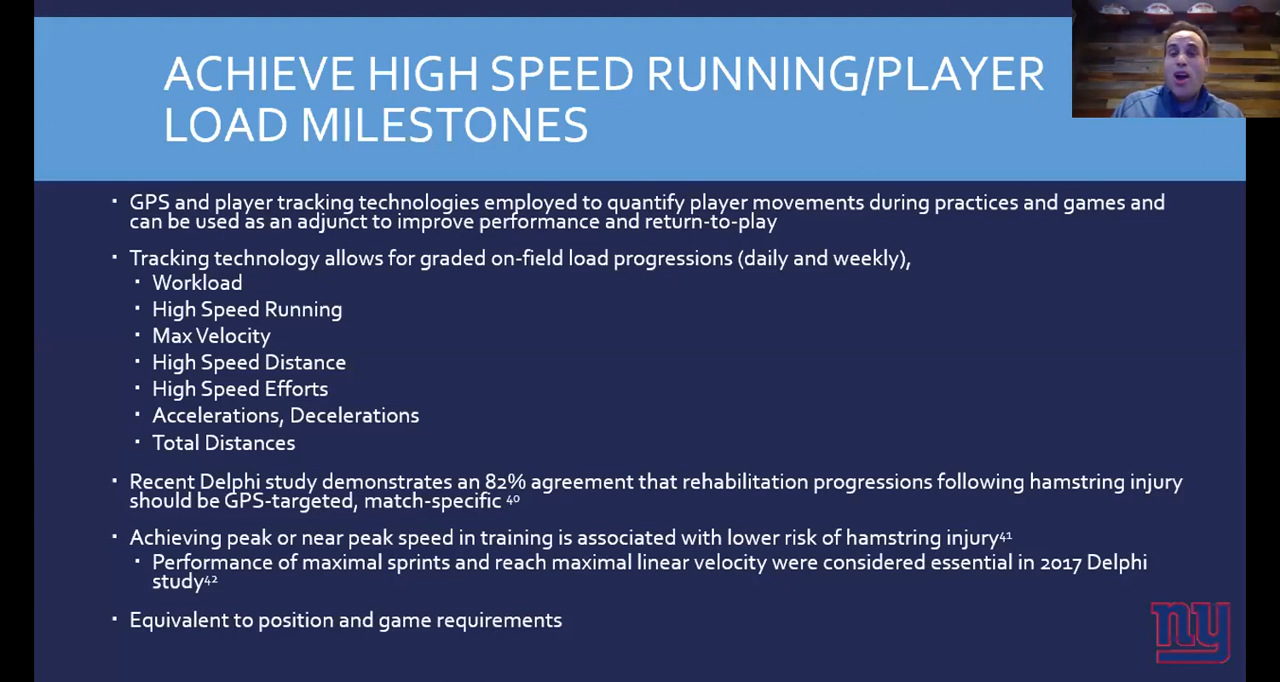 ACHIEVE HIGH SPEED RUNNING/PLAYER
LOAD MILESTONES
· GPS and player tracking technologies employed to quantify player movements during practices and games and
can be used as an adjunct to improve performance and return-to-play
· Tracking technology allows for graded on-field load progressions (daily and weekly),
· Workload
· High Speed Running
· Max Velocity
· High Speed Distance
· High Speed Efforts
· Accelerations, Decelerations
· Total Distances
· Recent Delphi study demonstrates an 82% agreement that rehabilitation progressions following hamstring injury
should be GPS-targeted, match-specific ⁴⁰
· Achieving peak or near peak speed in training is associated with lower risk of hamstring injury⁴¹
· Performance of maximal sprints and reach maximal linear velocity were considered essential in 2017 Delphi
study⁴²
· Equivalent to position and game requirements
ny